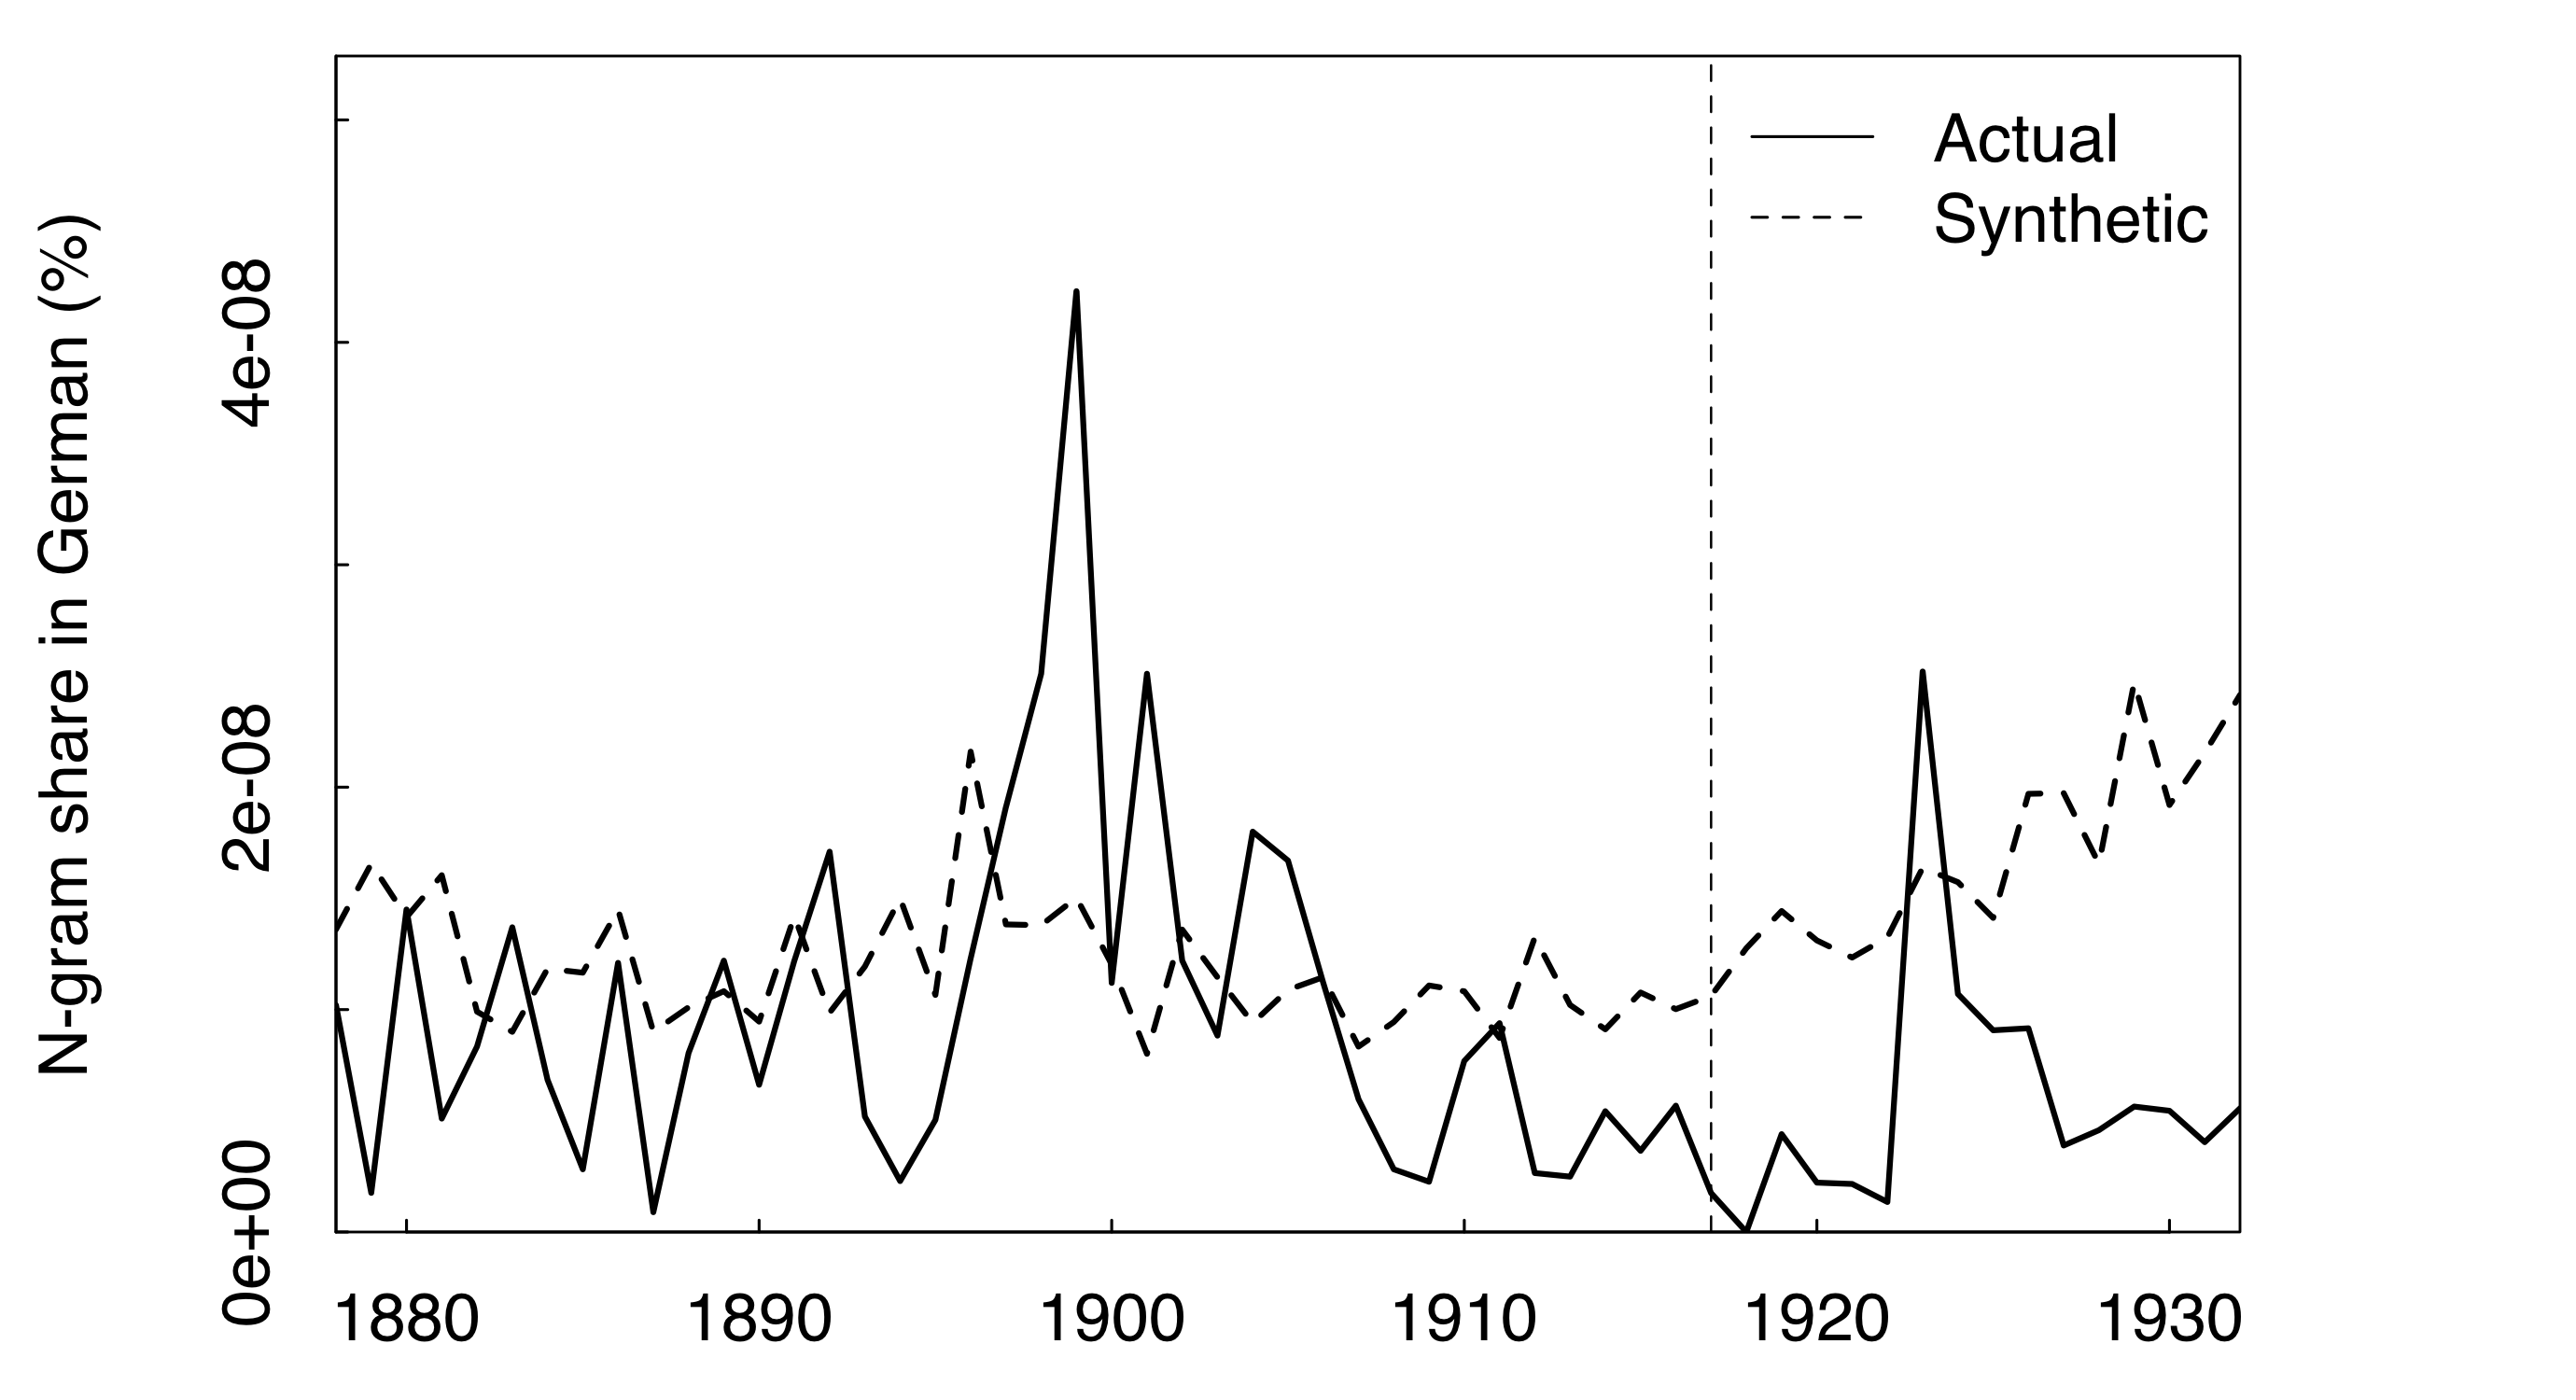 N-gram share in German (%)
4e-08
2e-08
0e+00
Actual
Synthetic
1880 1890 1900 1910 1920 1930